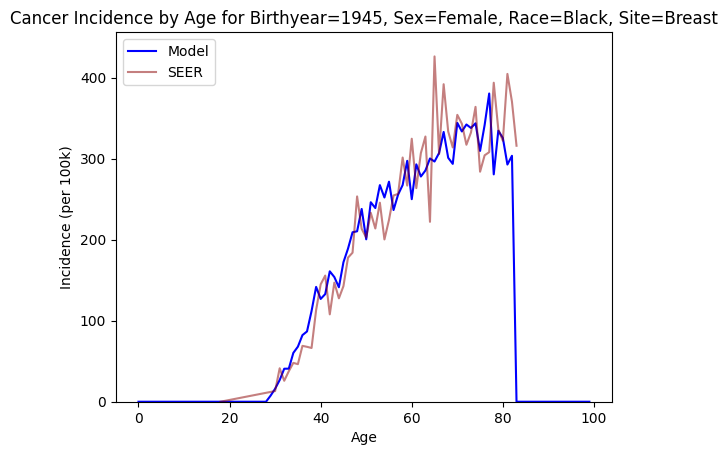 Cancer Incidence by Age for Birthyear=1945, Sex=Female, Race=Black, Site=Breast
Model
SEER
Incidence (per 100k)
400
300
200
100
0
0 20 40 60 80 100
Age